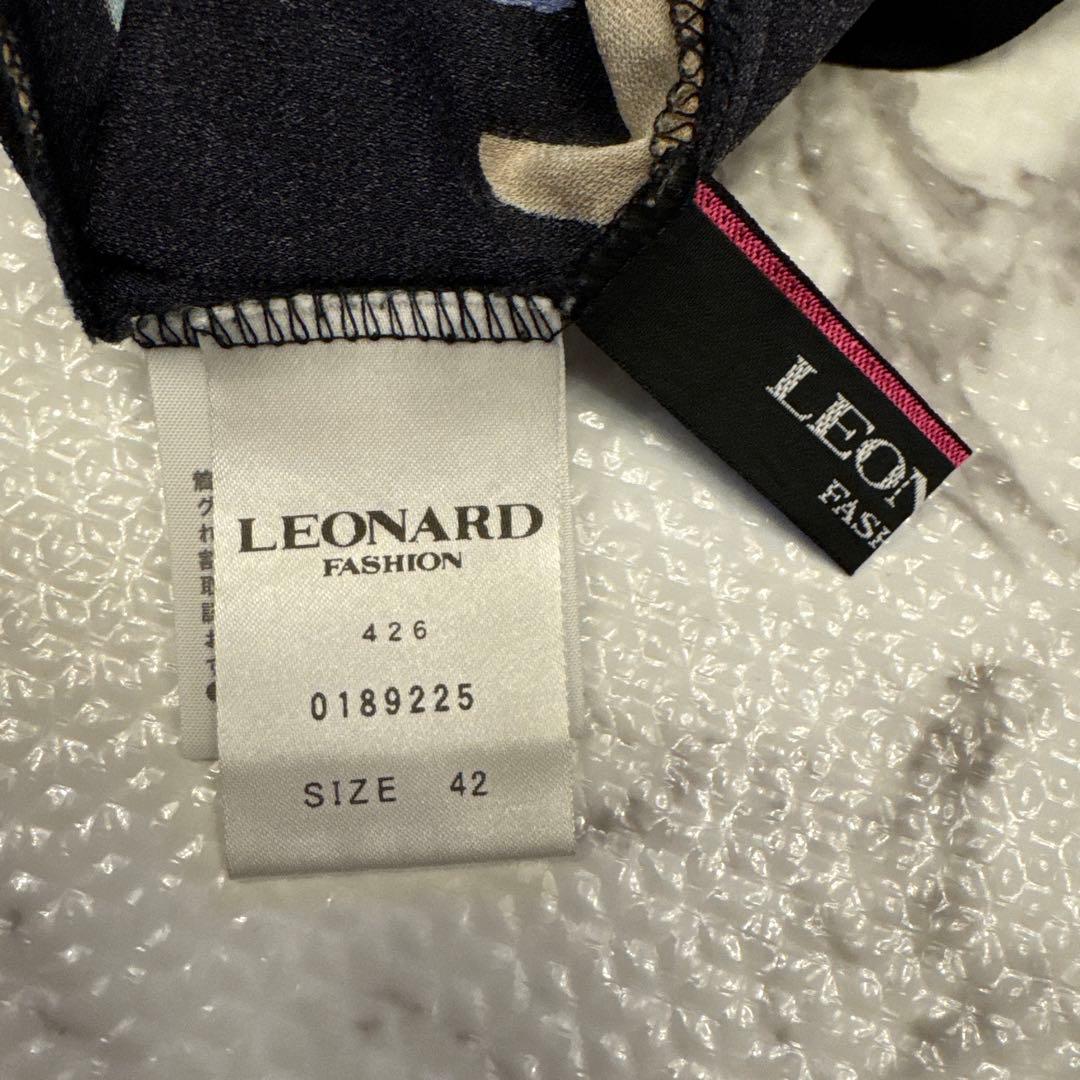 LEONARD
FASHION
426
0189225
SIZE 42
LEON
FASH